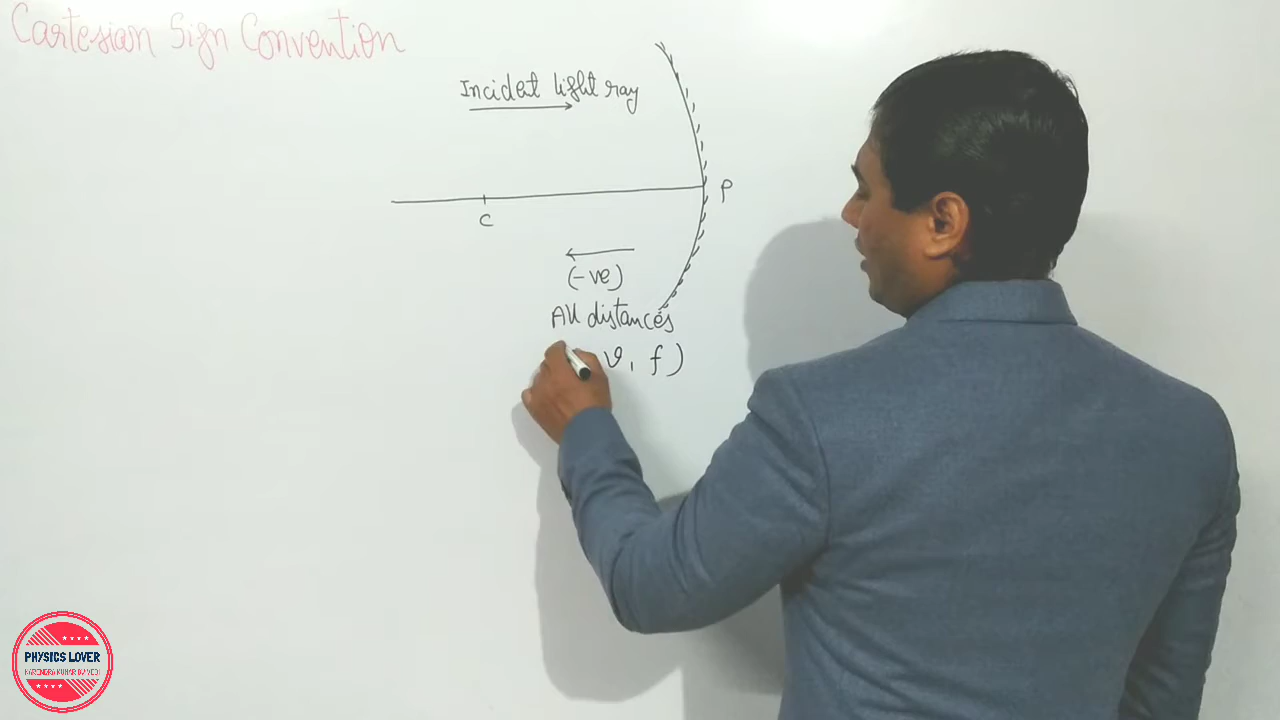 Cartesian Sign Convention
Incident light ray
P
C
(-ve)
All distances
v, f)
PHYSICS LOVER